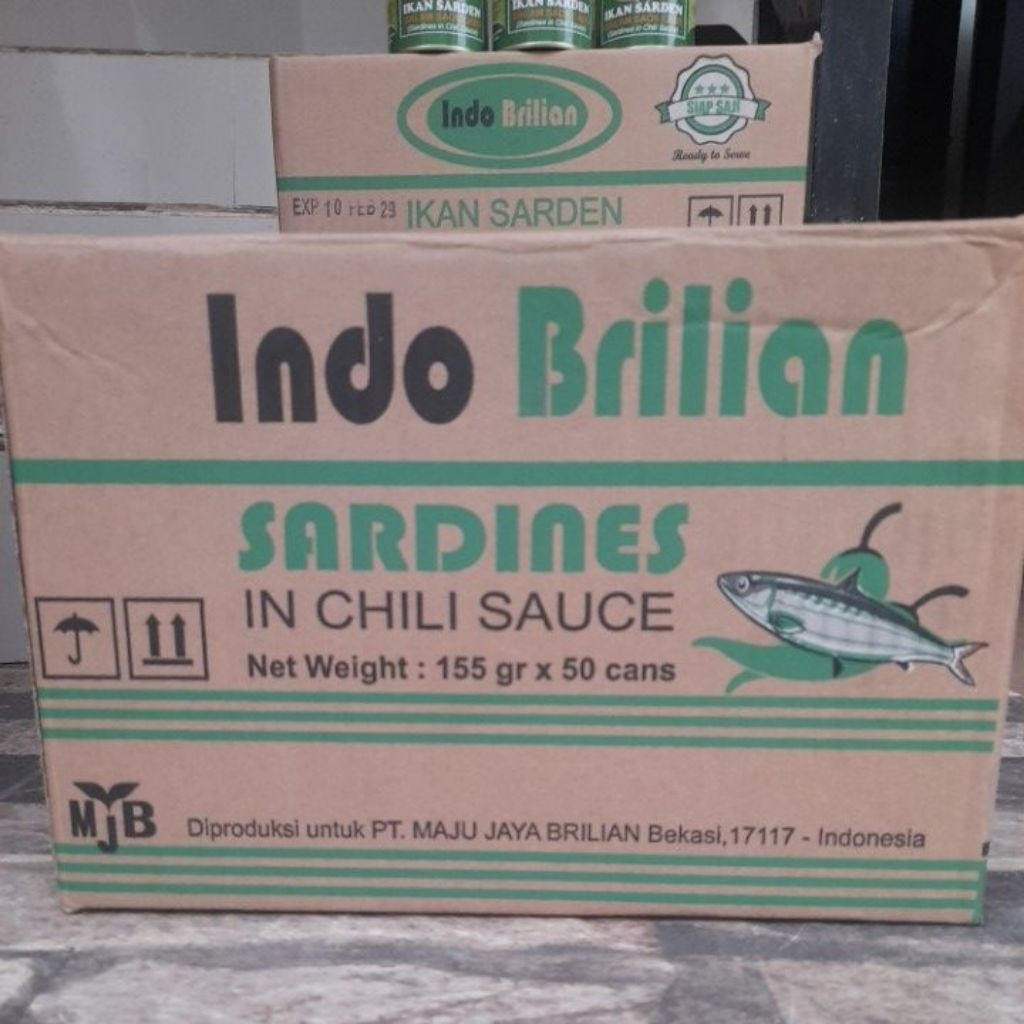 IKAN SARDEN
IKAN SARDEN
IKAN SARDEN
Indo Brilian
SIAP SAJI
Ready to Serve
EXP 10 FEB 29
IKAN SARDEN
Indo Brilian
SARDINES
IN CHILI SAUCE
Net Weight : 155 gr x 50 cans
MJB
Diproduksi untuk PT. MAJU JAYA BRILIAN Bekasi,17117 - Indonesia